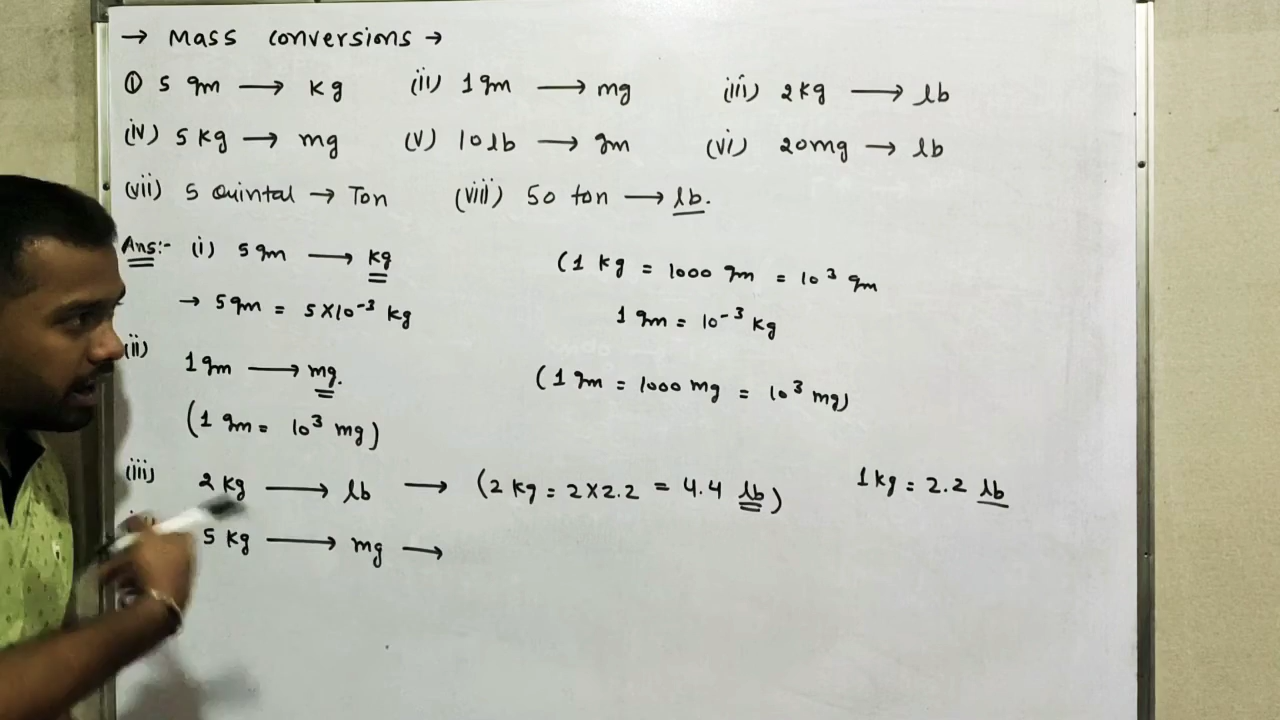 → Mass conversions →
① 5 gm → kg (ii) 1 gm → mg (iii) 2 kg → lb
(iv) 5 kg → mg (v) 10 lb → gm (vi) 20 mg → lb
(vii) 5 Quintal → Ton (viii) 50 ton → lb.
Ans:- (i) 5 gm → kg (1 kg = 1000 gm = 10³ gm
→ 5 gm = 5×10⁻³ kg 1 gm = 10⁻³ kg
(ii) 1 gm → mg. (1 gm = 1000 mg = 10³ mg)
(1 gm = 10³ mg)
(iii) 2 kg → lb → (2 kg = 2×2.2 = 4.4 lb) 1 kg = 2.2 lb
5 kg → mg →